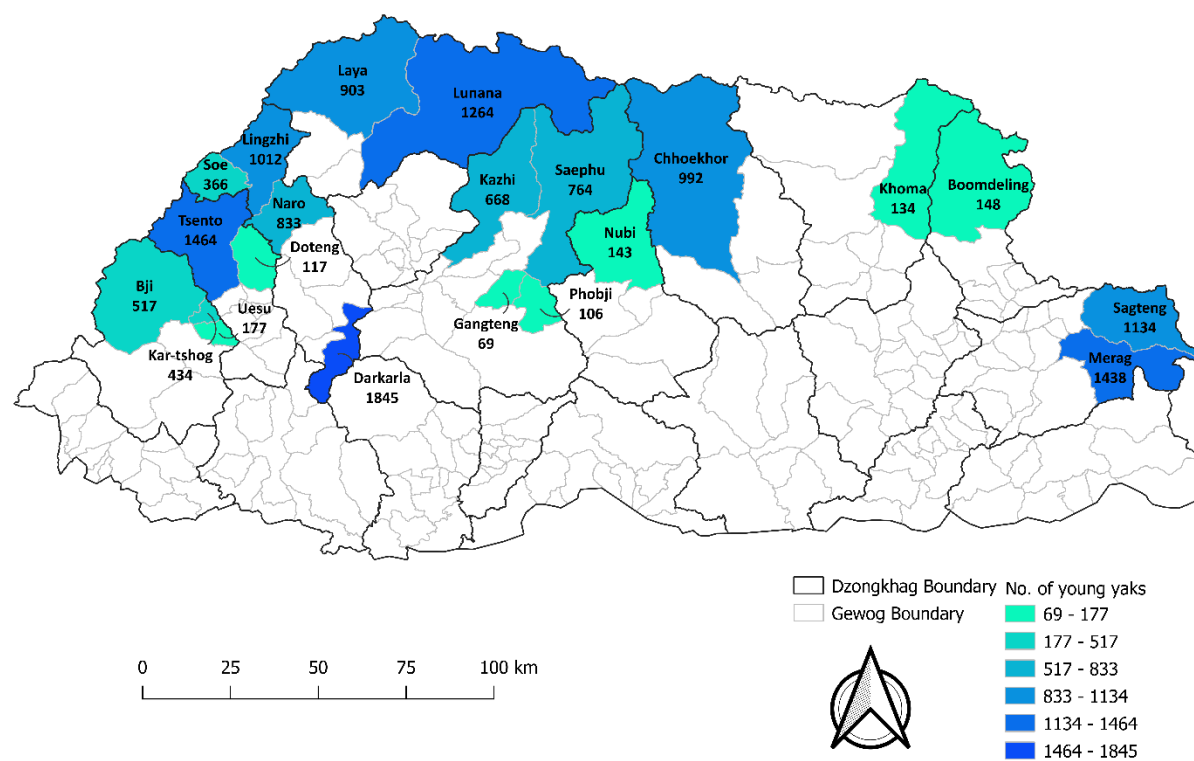 Laya
903
Lunana
1264
Lingzhi
1012
Soe
366
Kazhi
668
Saephu
764
Chhoekhor
992
Khoma
134
Boomdeling
148
Tsento
1464
Naro
833
Doteng
117
Nubi
143
Bji
517
Uesu
177
Gangteng
69
Phobji
106
Sagteng
1134
Merag
1438
Kar-tshog
434
Darkarla
1845
Dzongkhag Boundary
Gewog Boundary
No. of young yaks
69 - 177
177 - 517
517 - 833
833 - 1134
1134 - 1464
1464 - 1845
0 25 50 75 100 km